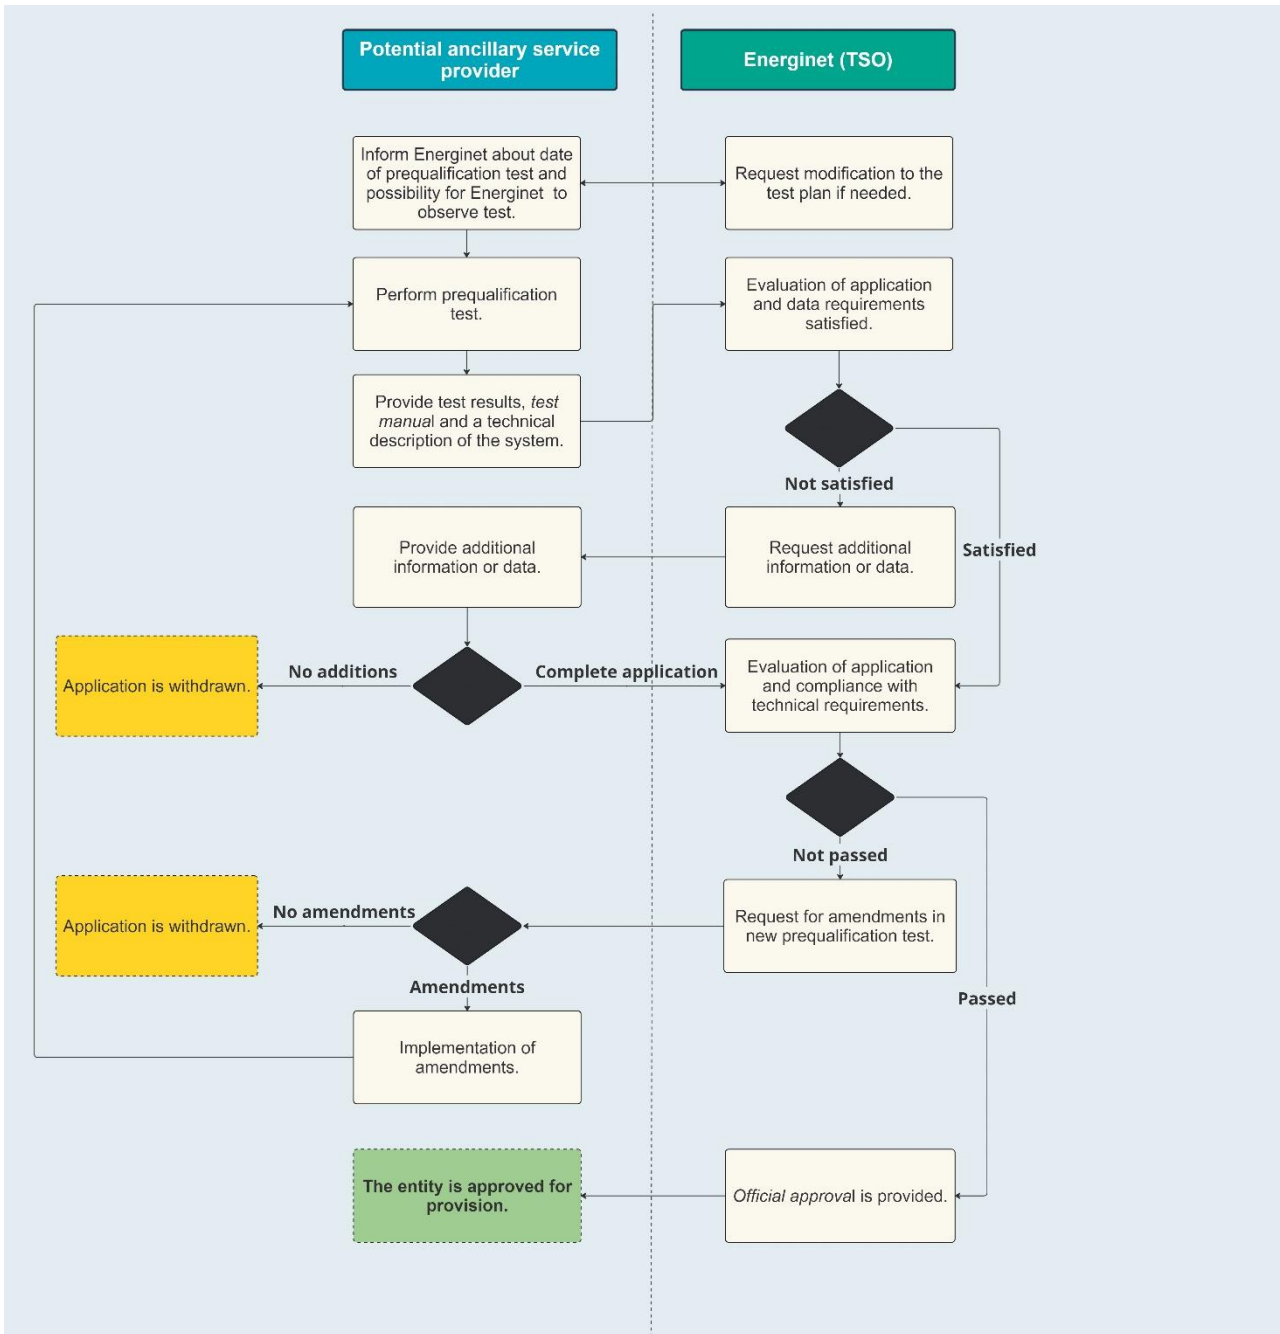 Potential ancillary service
provider
Energinet (TSO)
Inform Energinet about date
of prequalification test and
possibility for Energinet to
observe test.
Request modification to the
test plan if needed.
Perform prequalification
test.
Evaluation of application
and data requirements
satisfied.
Provide test results, test
manual and a technical
description of the system.
Not satisfied
Satisfied
Provide additional
information or data.
Request additional
information or data.
Application is withdrawn.
No additions
Complete application
Evaluation of application
and compliance with
technical requirements.
Not passed
Passed
Application is withdrawn.
No amendments
Request for amendments in
new prequalification test.
Amendments
Implementation of
amendments.
The entity is approved for
provision.
Official approval is provided.